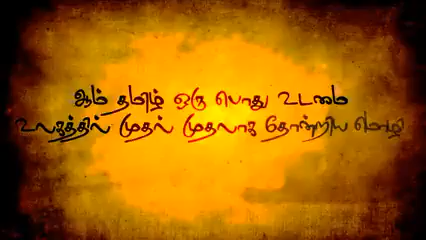 ஆம் தமிழ் ஒரு பொது உடமை
உலகத்தில் முதல் முதலாக தோன்றிய மொழி